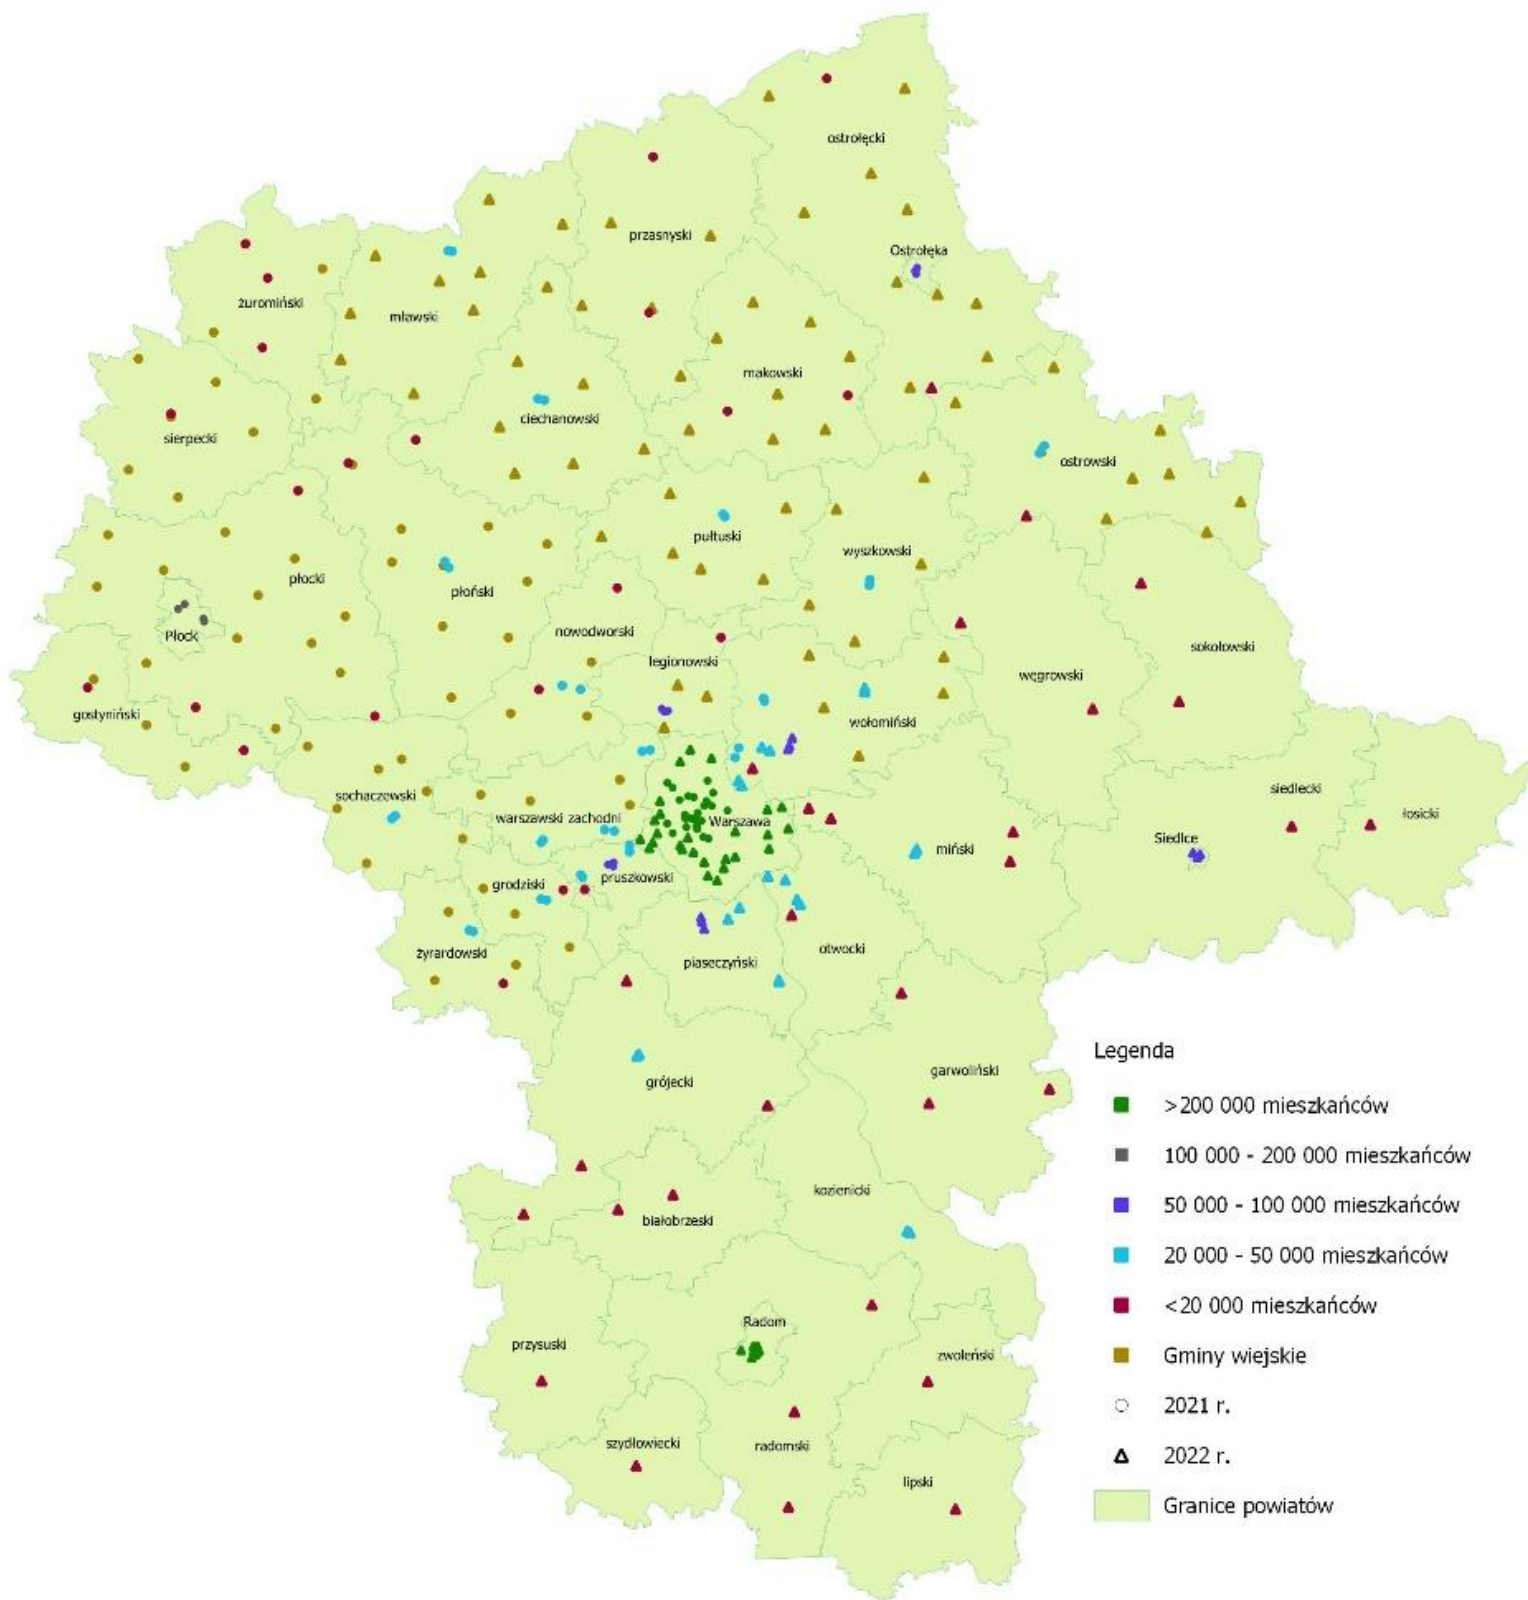 ostrołęcki
przasnyski
Ostrołęka
żuromiński
mławski
makowski
ciechanowski
sierpecki
ostrowski
pułtuski
wyszkowski
płocki
płoński
nowodworski
Płock
legionowski
sokołowski
węgrowski
gostyniński
wołomiński
siedlecki
sochaczewski
łosicki
warszawski zachodni
Warszawa
Siedlce
miński
pruszkowski
grodziski
otwocki
żyrardowski
piaseczyński
Legenda
garwoliński
grójecki
>200 000 mieszkańców
100 000 - 200 000 mieszkańców
kozienicki
50 000 - 100 000 mieszkańców
białobrzeski
20 000 - 50 000 mieszkańców
<20 000 mieszkańców
Radom
przysuski
zwoleński
Gminy wiejskie
2021 r.
szydłowiecki
radomski
2022 r.
lipski
Granice powiatów